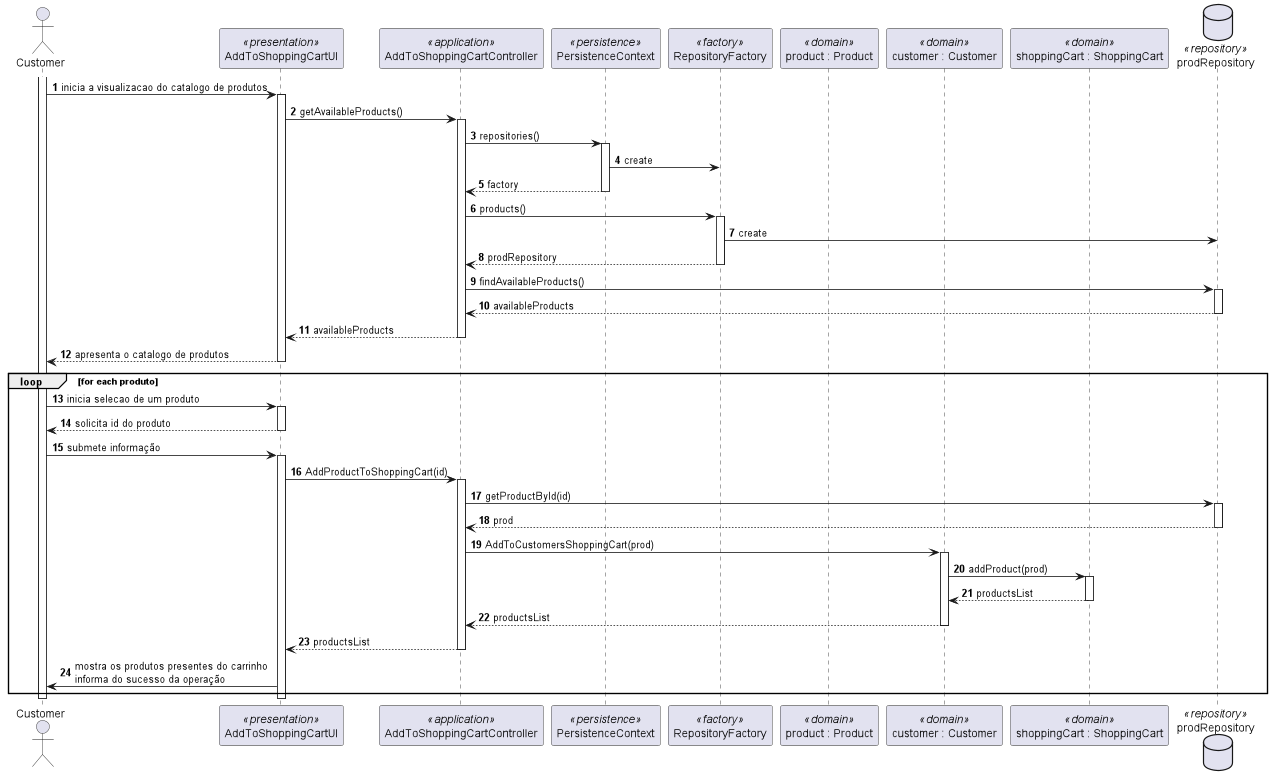 Customer
«presentation»
AddToShoppingCartUI
«application»
AddToShoppingCartController
«persistence»
PersistenceContext
«factory»
RepositoryFactory
«domain»
product : Product
«domain»
customer : Customer
«domain»
shoppingCart : ShoppingCart
«repository»
prodRepository
1 inicia a visualizacao do catalogo de produtos
2 getAvailableProducts()
3 repositories()
4 create
5 factory
6 products()
7 create
8 prodRepository
9 findAvailableProducts()
10 availableProducts
11 availableProducts
12 apresenta o catalogo de produtos
loop [for each produto]
13 inicia selecao de um produto
14 solicita id do produto
15 submete informação
16 AddProductToShoppingCart(id)
17 getProductById(id)
18 prod
19 AddToCustomersShoppingCart(prod)
20 addProduct(prod)
21 productsList
22 productsList
23 productsList
24 mostra os produtos presentes do carrinho
informa do sucesso da operação
Customer
«presentation»
AddToShoppingCartUI
«application»
AddToShoppingCartController
«persistence»
PersistenceContext
«factory»
RepositoryFactory
«domain»
product : Product
«domain»
customer : Customer
«domain»
shoppingCart : ShoppingCart
«repository»
prodRepository